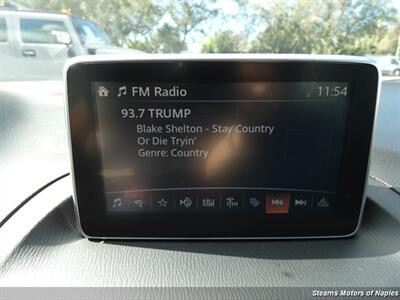 FM Radio 11:54
93.7 TRUMP
Blake Shelton - Stay Country
Or Die Tryin'
Genre: Country
Stearns Motors of Naples